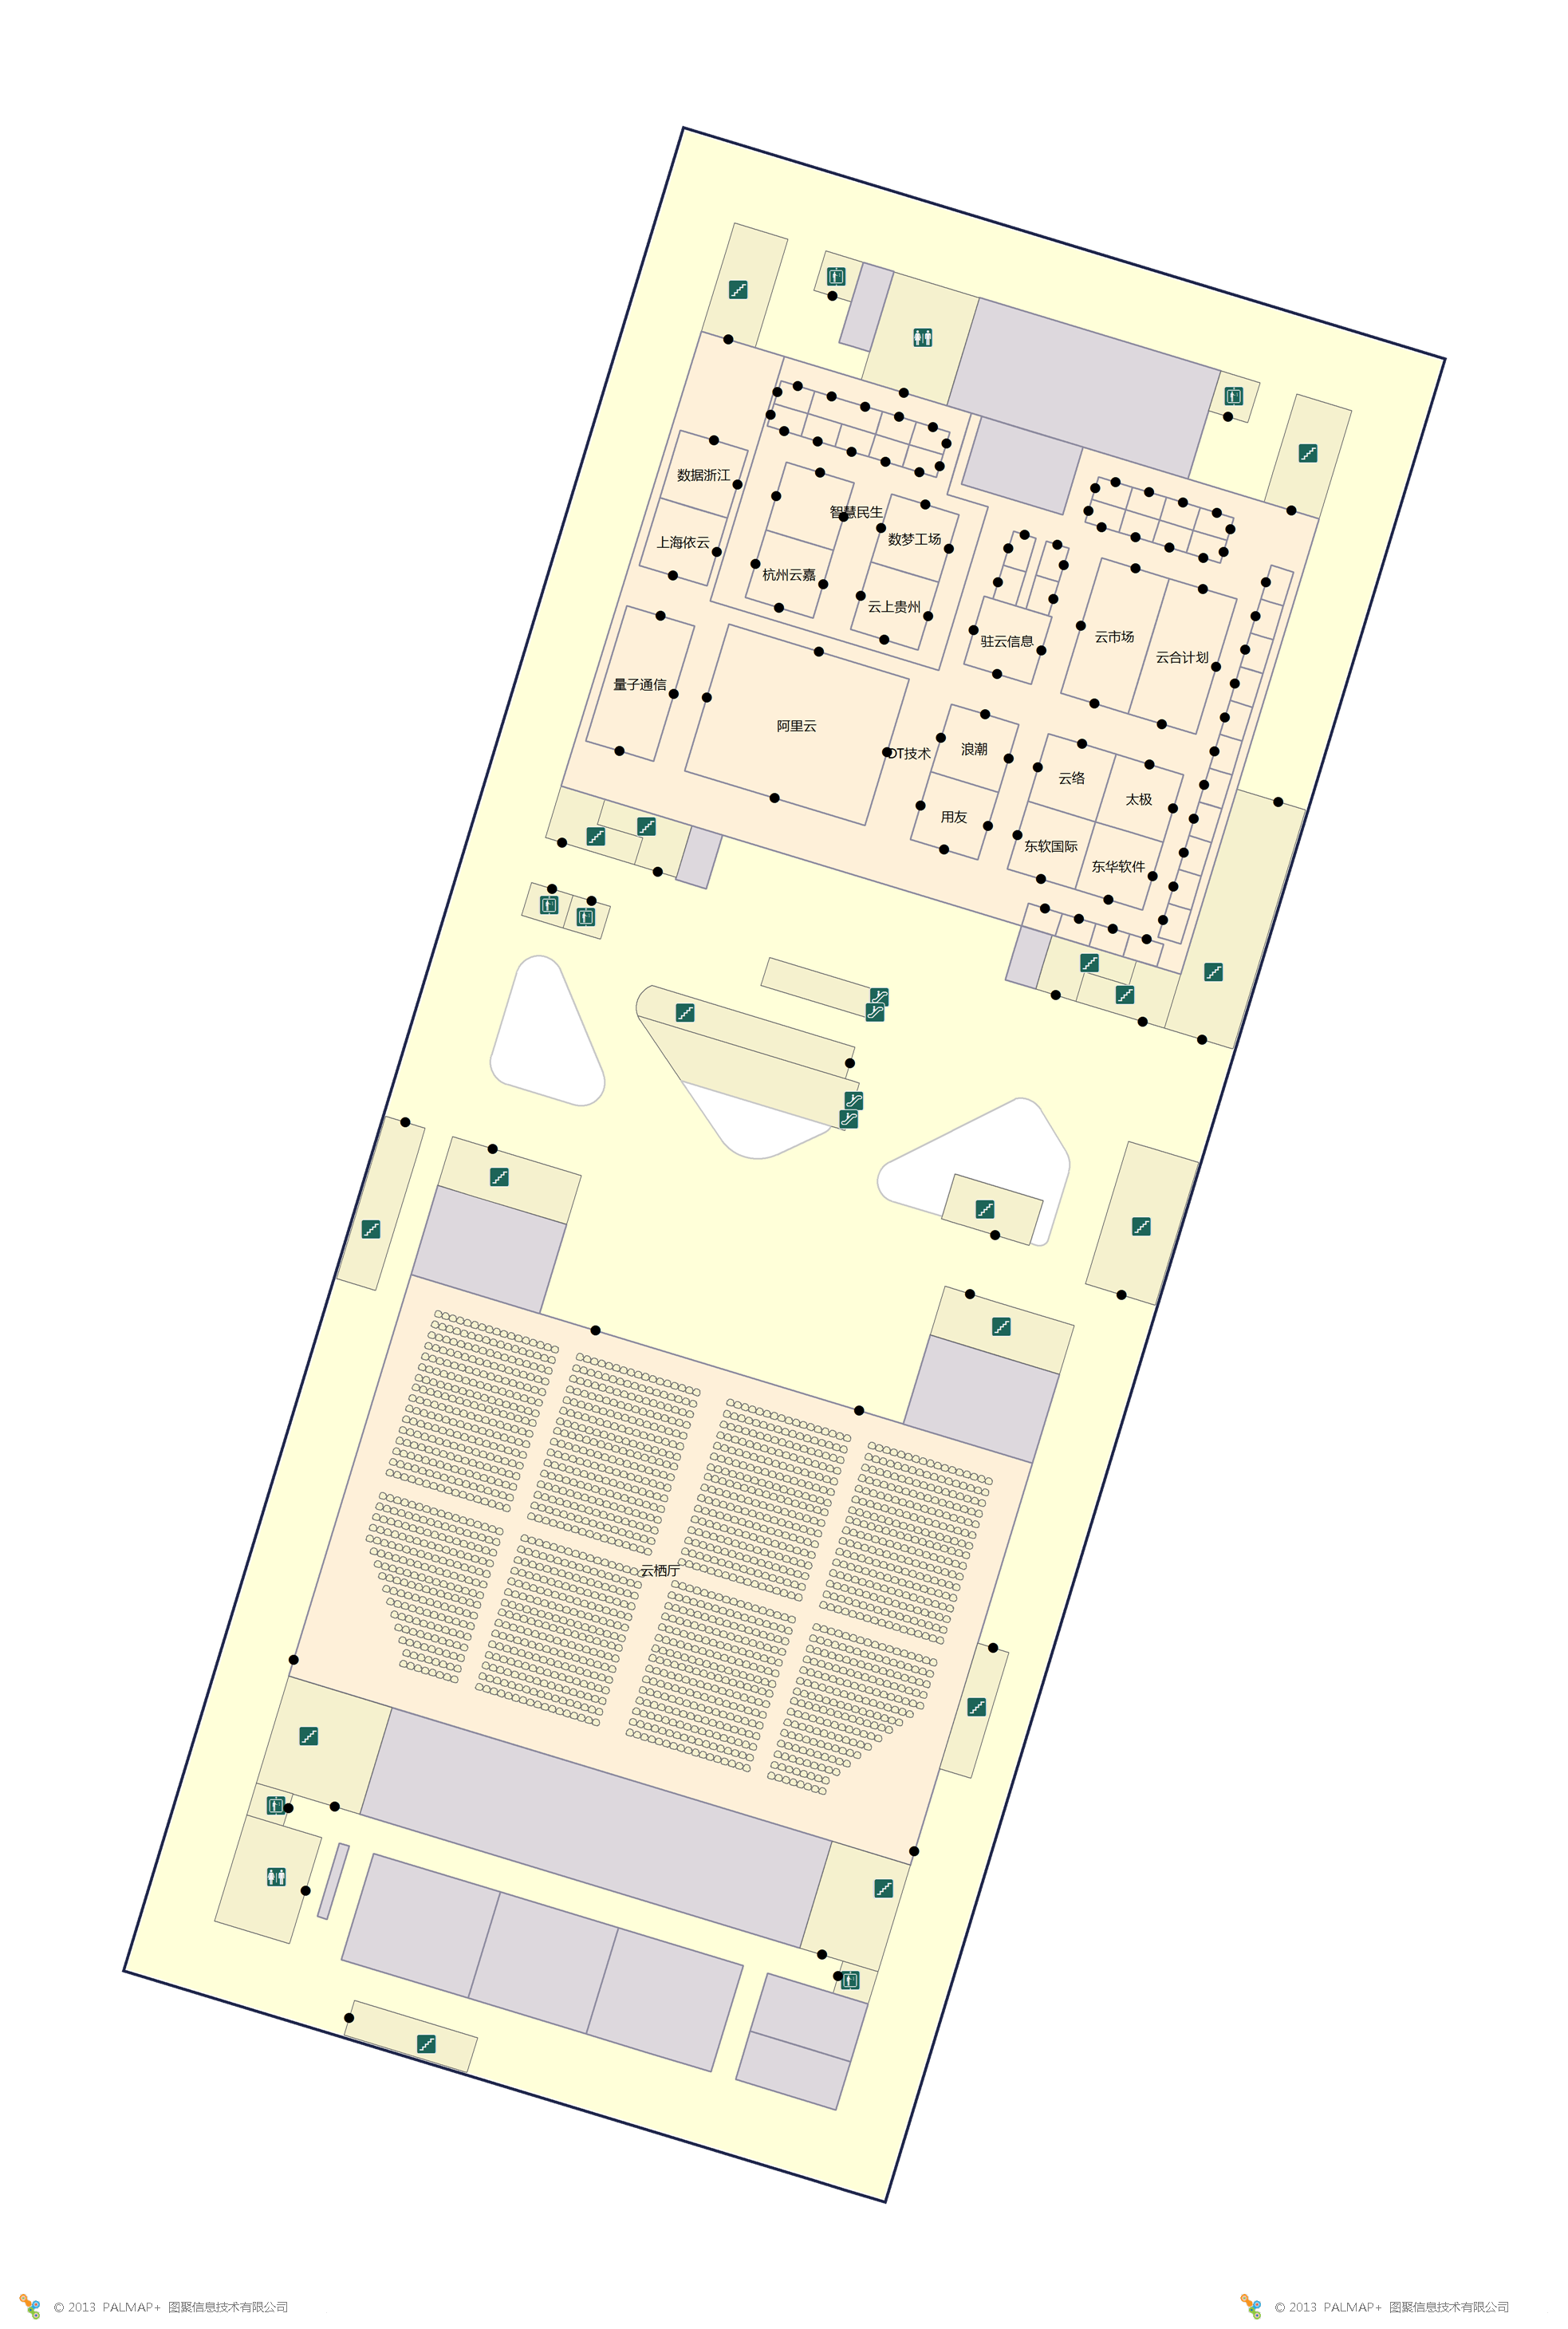 数据浙江
智慧民生
数梦工场
上海依云
杭州云嘉
云上贵州
驻云信息
云市场
云合计划
量子通信
阿里云
DT技术
浪潮
云络
太极
用友
东软国际
东华软件
云栖厅
© 2013 PALMAP+ 图聚信息技术有限公司
© 2013 PALMAP+ 图聚信息技术有限公司